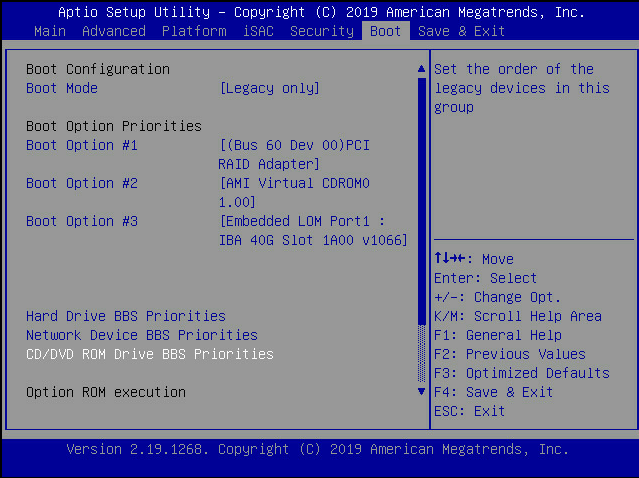 Aptio Setup Utility – Copyright (C) 2019 American Megatrends, Inc.
Main Advanced Platform iSAC Security Boot Save & Exit
Boot Configuration
Boot Mode [Legacy only]
Boot Option Priorities
Boot Option #1 [(Bus 60 Dev 00)PCI
RAID Adapter]
Boot Option #2 [AMI Virtual CDROM0
1.00]
Boot Option #3 [Embedded LOM Port1 :
IBA 40G Slot 1A00 v1066]
Hard Drive BBS Priorities
Network Device BBS Priorities
CD/DVD ROM Drive BBS Priorities
Option ROM execution
Set the order of the
legacy devices in this
group
↑↓→←: Move
Enter: Select
+/–: Change Opt.
K/M: Scroll Help Area
F1: General Help
F2: Previous Values
F3: Optimized Defaults
F4: Save & Exit
ESC: Exit
Version 2.19.1268. Copyright (C) 2019 American Megatrends, Inc.